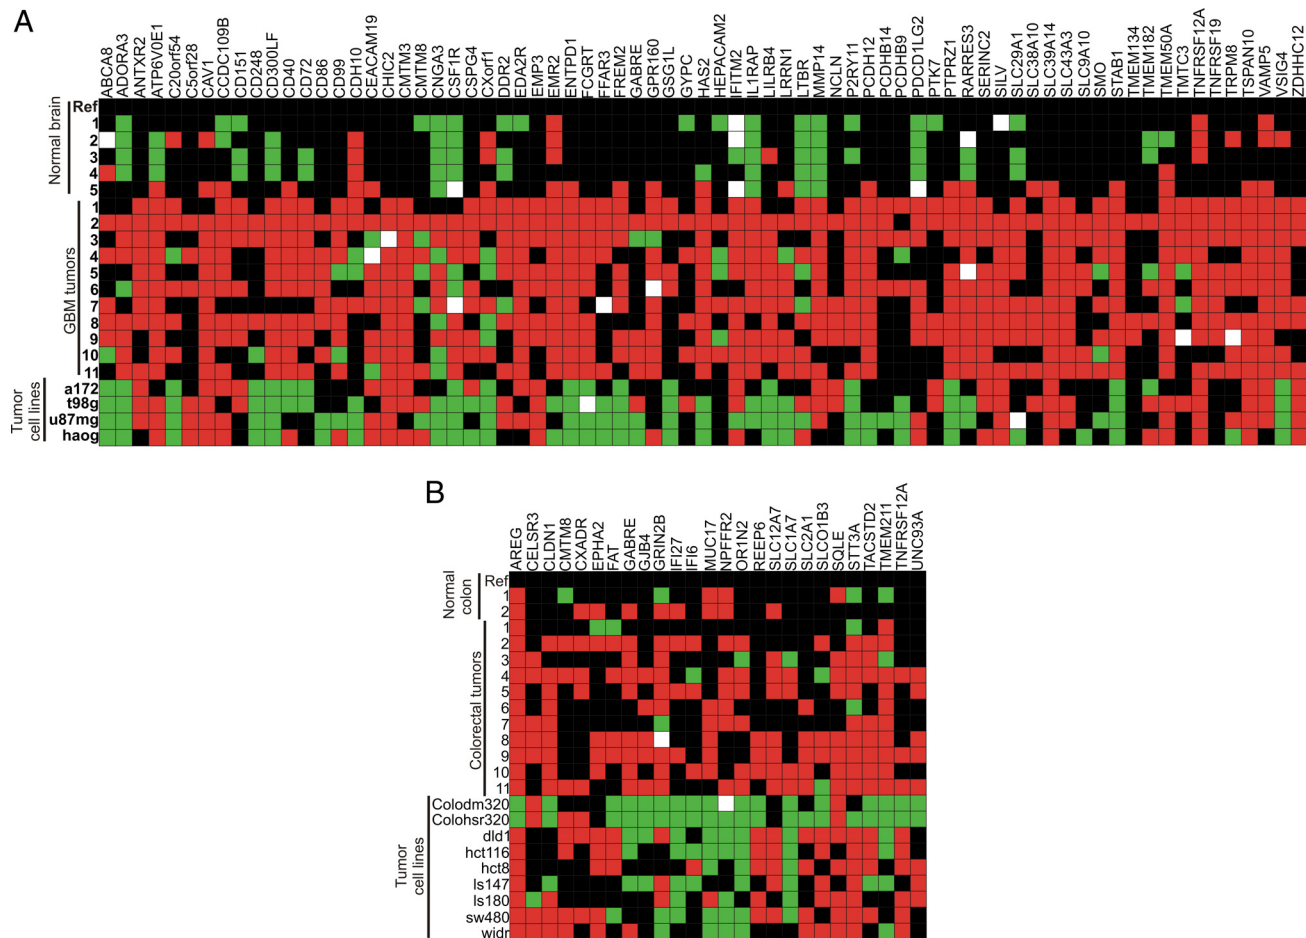 A
ABCA8
ADORA3
ANTXR2
ATP6V0E1
C20orf54
C5orf28
CAV1
CCDC109B
CD151
CD248
CD300LF
CD40
CD72
CD86
CD99
CDH10
CEACAM19
CHIC2
CMTM3
CMTM8
CNGA3
CSF1R
CSPG4
CXorf1
DDR2
EDA2R
EMP3
EMR2
ENTPD1
FCGRT
FFAR3
FREM2
GABRE
GPR160
GSG1L
GYPC
HAS2
HEPACAM2
IFITM2
IL1RAP
LILRB4
LRRN1
LTBR
MMP14
NCLN
P2RY11
PCDH12
PCDHB14
PCDHB9
PDCD1LG2
PTK7
PTPRZ1
RARRES3
SERINC2
SILV
SLC29A1
SLC38A10
SLC39A14
SLC43A3
SLC9A10
SMO
STAB1
TMEM134
TMEM182
TMEM50A
TMTC3
TNFRSF12A
TNFRSF19
TRPM8
TSPAN10
VAMP5
VSIG4
ZDHHC12
Normal brain
Ref
1
2
3
4
5
GBM tumors
1
2
3
4
5
6
7
8
9
10
11
Tumor
cell lines
a172
t98g
u87mg
haog
B
AREG
CELSR3
CLDN1
CMTM8
CXADR
EPHA2
FAT
GABRE
GJB4
GRIN2B
IFI27
IFI6
MUC17
NPFFR2
OR1N2
REEP6
SLC12A7
SLC1A7
SLC2A1
SLCO1B3
SQLE
STT3A
TACSTD2
TMEM211
TNFRSF12A
UNC93A
Normal
colon
Ref
1
2
Colorectal tumors
1
2
3
4
5
6
7
8
9
10
11
Tumor
cell lines
Colodm320
Colohsr320
dld1
hct116
hct8
ls147
ls180
sw480
widr